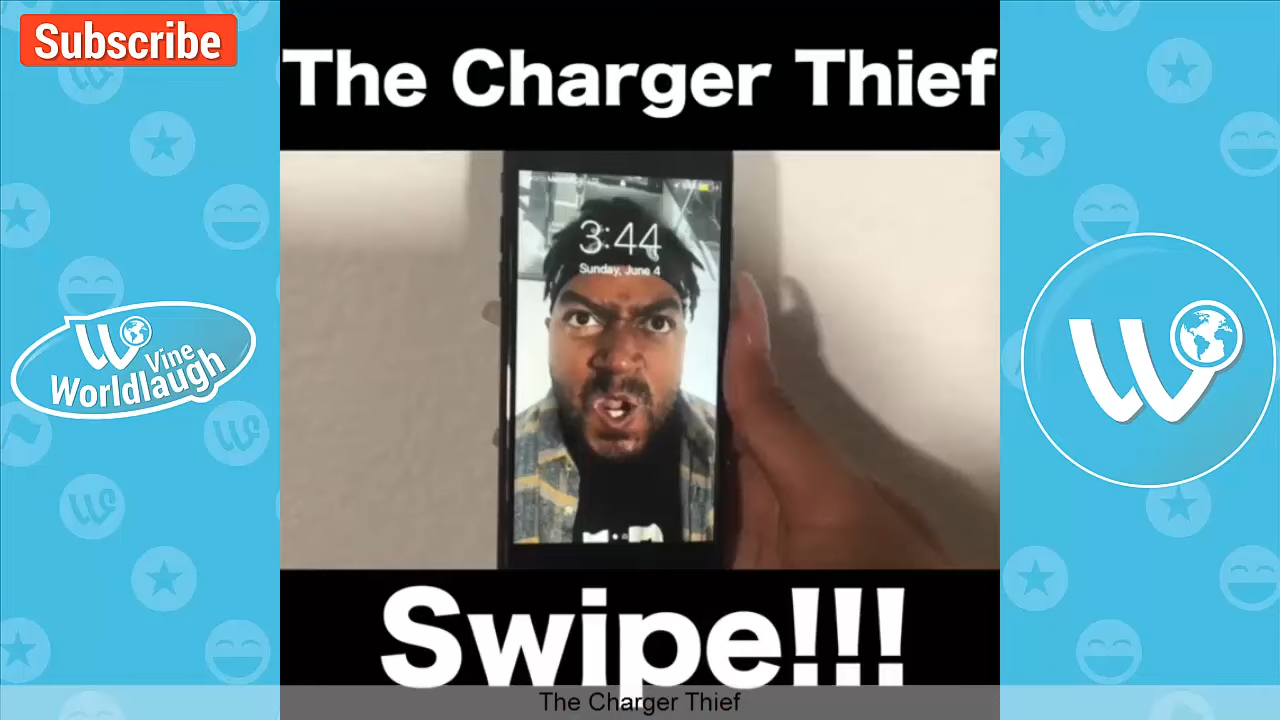 Subscribe
The Charger Thief
3:44
Sunday, June 4
W Vine
Worldlaugh
W
Swipe!!!
The Charger Thief